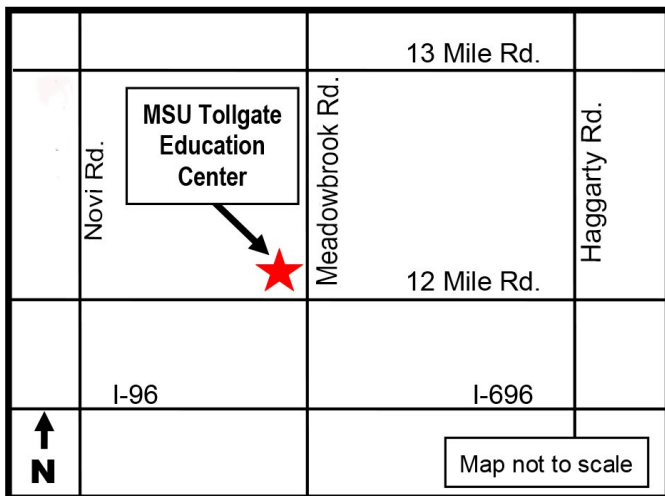 13 Mile Rd.
MSU Tollgate
Education
Center
Novi Rd.
Meadowbrook Rd.
Haggarty Rd.
12 Mile Rd.
I-96
I-696
N
Map not to scale